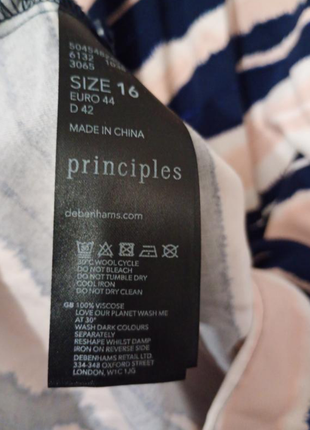 6132
3065
SIZE 16
EURO 44
D 42
MADE IN CHINA
principles
debenhams.com
30°C WOOL CYCLE
DO NOT BLEACH
DO NOT TUMBLE DRY
COOL IRON
DO NOT DRY CLEAN
GB 100% VISCOSE
LOVE OUR PLANET WASH ME
AT 30°
WASH DARK COLOURS
SEPARATELY
RESHAPE WHILST DAMP
IRON ON REVERSE SIDE
DEBENHAMS RETAIL LTD.
334-348 OXFORD STREET
LONDON, W1C 1JG